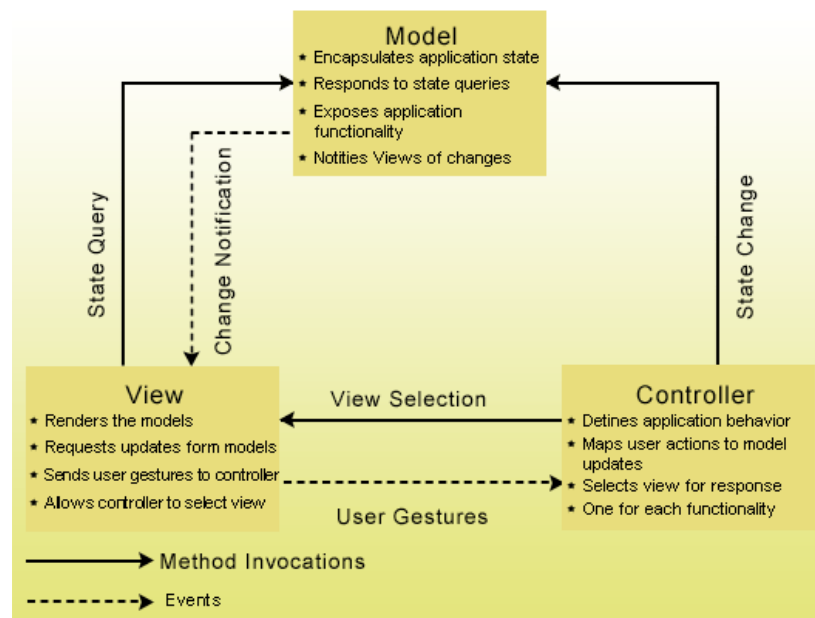 Model
★ Encapsulates application state
★ Responds to state queries
★ Exposes application
functionality
★ Notities Views of changes
State Query
Change Notification
State Change
View
★ Renders the models
★ Requests updates form models
★ Sends user gestures to controller
★ Allows controller to select view
View Selection
User Gestures
Controller
★ Detines application behavior
★ Maps user actions to model
updates
★ Selects view for response
★ One for each functionality
Method Invocations
Events